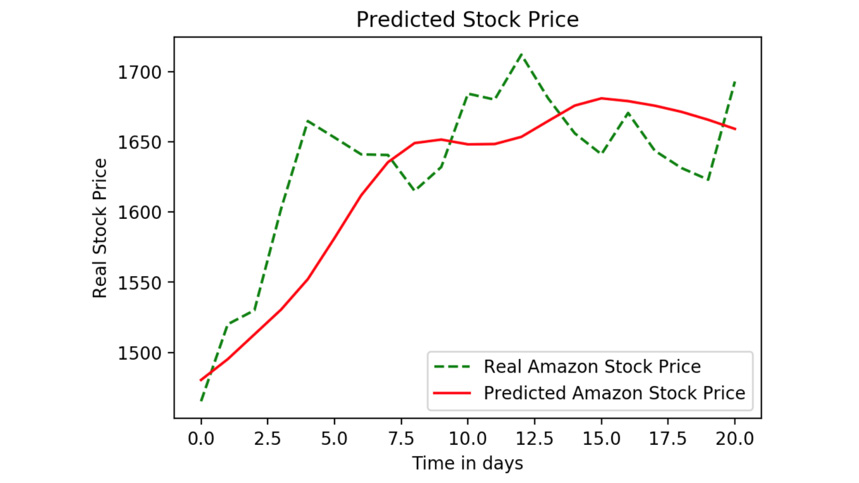 Predicted Stock Price
Real Stock Price
1700
1650
1600
1550
1500
Real Amazon Stock Price
Predicted Amazon Stock Price
0.0 2.5 5.0 7.5 10.0 12.5 15.0 17.5 20.0
Time in days